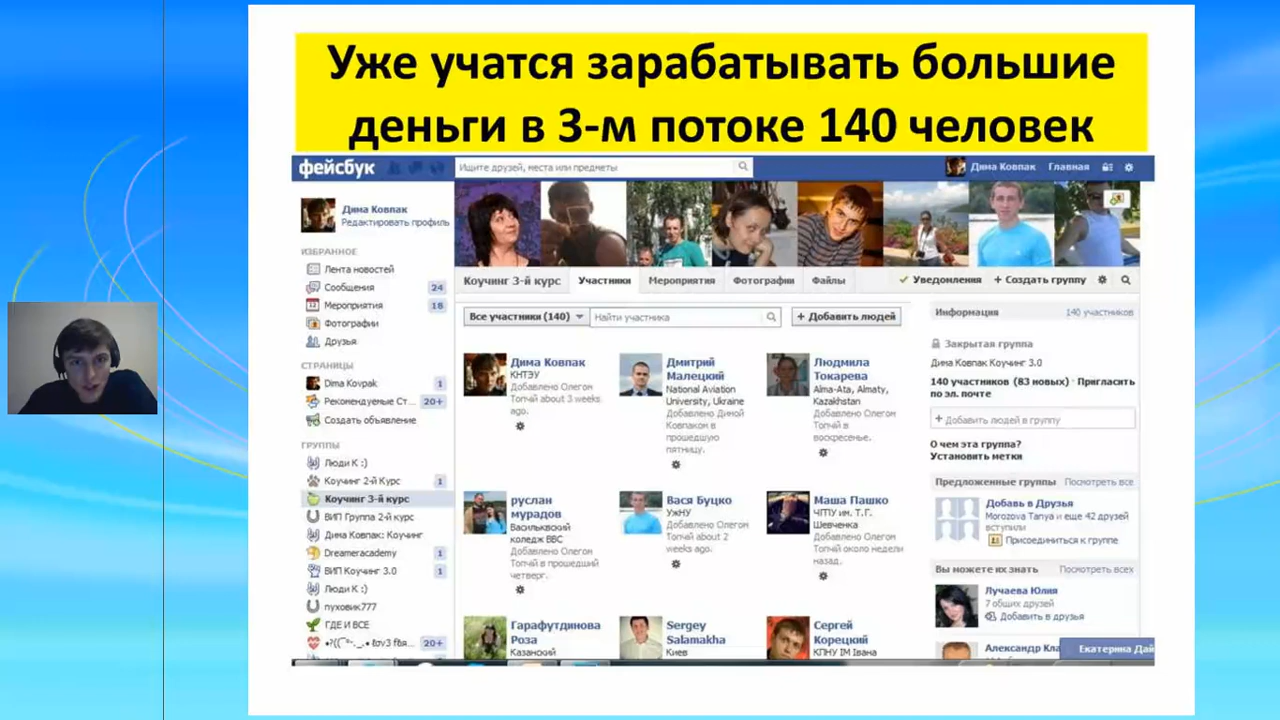 Уже учатся зарабатывать большие
деньги в 3-м потоке 140 человек
фейсбук
Ищите друзей, места или предметы
Дима Ковпак
Главная
Дима Ковпак
Редактировать профиль
ИЗБРАННОЕ
Лента новостей
Сообщения 24
Мероприятия 18
Фотографии
Друзья
СТРАНИЦЫ
Dima Kovpak 1
Рекомендуемые Ст... 20+
Создать объявление
ГРУППЫ
Люди К :)
Коучинг 2-й Курс 1
Коучинг 3-й курс
ВИП Группа 2-й курс
Дима Ковпак: Коучинг
Dreameracademy 1
ВИП Коучинг 3.0 1
Люди К :)
пуховик777
ГДЕ И ВСЕ
20+
Коучинг 3-й курс
Участники
Мероприятия
Фотографии
Файлы
Уведомления
+ Создать группу
Все участники (140)
Найти участника
+ Добавить людей
Дима Ковпак
КНТЭУ
Добавлено Олегом
Топчій about 3 weeks
ago.
Дмитрий
Малецкий
National Aviation
University, Ukraine
Добавлено Димой
Ковпаком в
прошедшую
пятницу.
Людмила
Токарева
Alma-Ata, Almaty,
Kazakhstan
Добавлено Олегом
Топчій в
воскресенье.
руслан
мурадов
Васильквский
коледж ВВС
Добавлено Олегом
Топчій в прошедший
четверг.
Вася Буцко
УжНУ
Добавлено Олегом
Топчій about 2
weeks ago.
Маша Пашко
ЧГПУ им. Т.Г.
Шевченка
Добавлено Олегом
Топчій около недели
назад.
Гарафутдинова
Роза
Казанский
Sergey
Salamakha
Киев
Сергей
Корецкий
КПНУ ІМ Івана
Информация
140 участников
Закрытая группа
Дима Ковпак Коучинг 3.0
140 участников (83 новых) · Пригласить
по эл. почте
+ Добавить людей в группу
О чем эта группа?
Установить метки
Предложенные группы
Посмотреть все
Добавь в Друзья
Morozova Tanya и еще 42 друзей
вступили
Присоединиться к группе
Вы можете их знать
Посмотреть всех
Лучаева Юлия
7 общих друзей
Добавить в друзья
Александр Кла
Екатерина Дай